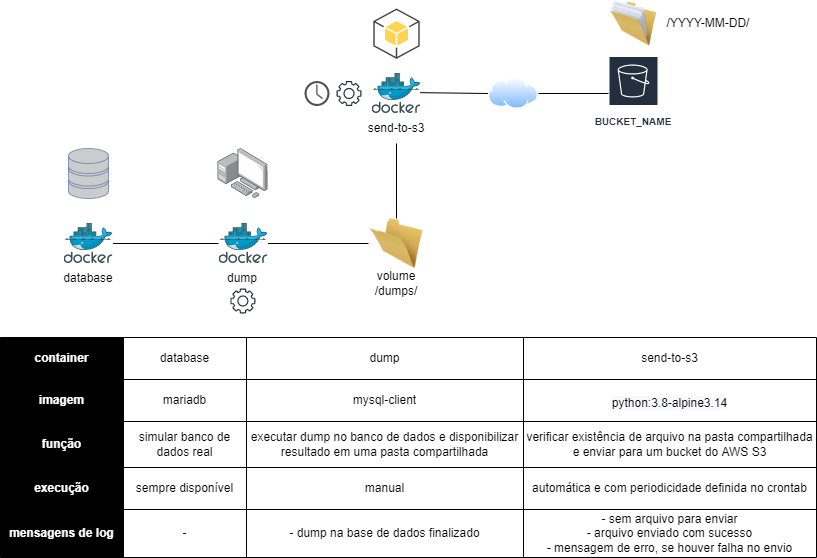 /YYYY-MM-DD/
docker
send-to-s3
BUCKET_NAME
docker
database
docker
dump
volume
/dumps/
container
database
dump
send-to-s3
imagem
mariadb
mysql-client
python:3.8-alpine3.14
função
simular banco de
dados real
executar dump no banco de dados e disponibilizar
resultado em uma pasta compartilhada
verificar existência de arquivo na pasta compartilhada
e enviar para um bucket do AWS S3
execução
sempre disponível
manual
automática e com periodicidade definida no crontab
mensagens de log
-
- dump na base de dados finalizado
- sem arquivo para enviar
- arquivo enviado com sucesso
- mensagem de erro, se houver falha no envio